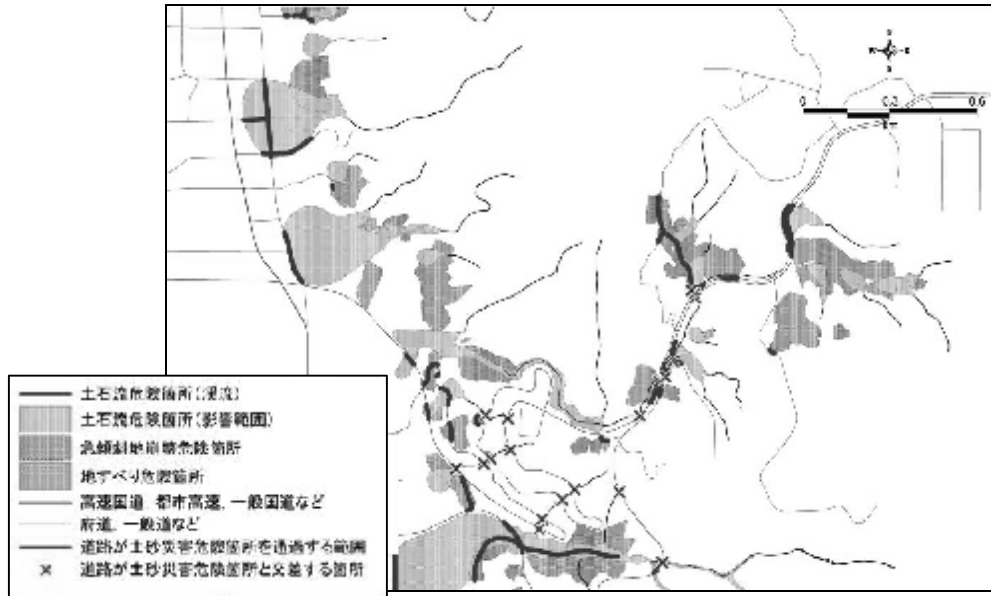 0 0.3 0.6
土石流危険箇所(渓流)
土石流危険箇所(影響範囲)
急傾斜地崩壊危険箇所
地すべり危険箇所
高速国道、都市高速、一般国道など
府道、一般道など
道路が土砂災害危険箇所を通過する範囲
道路が土砂災害危険箇所と交差する箇所